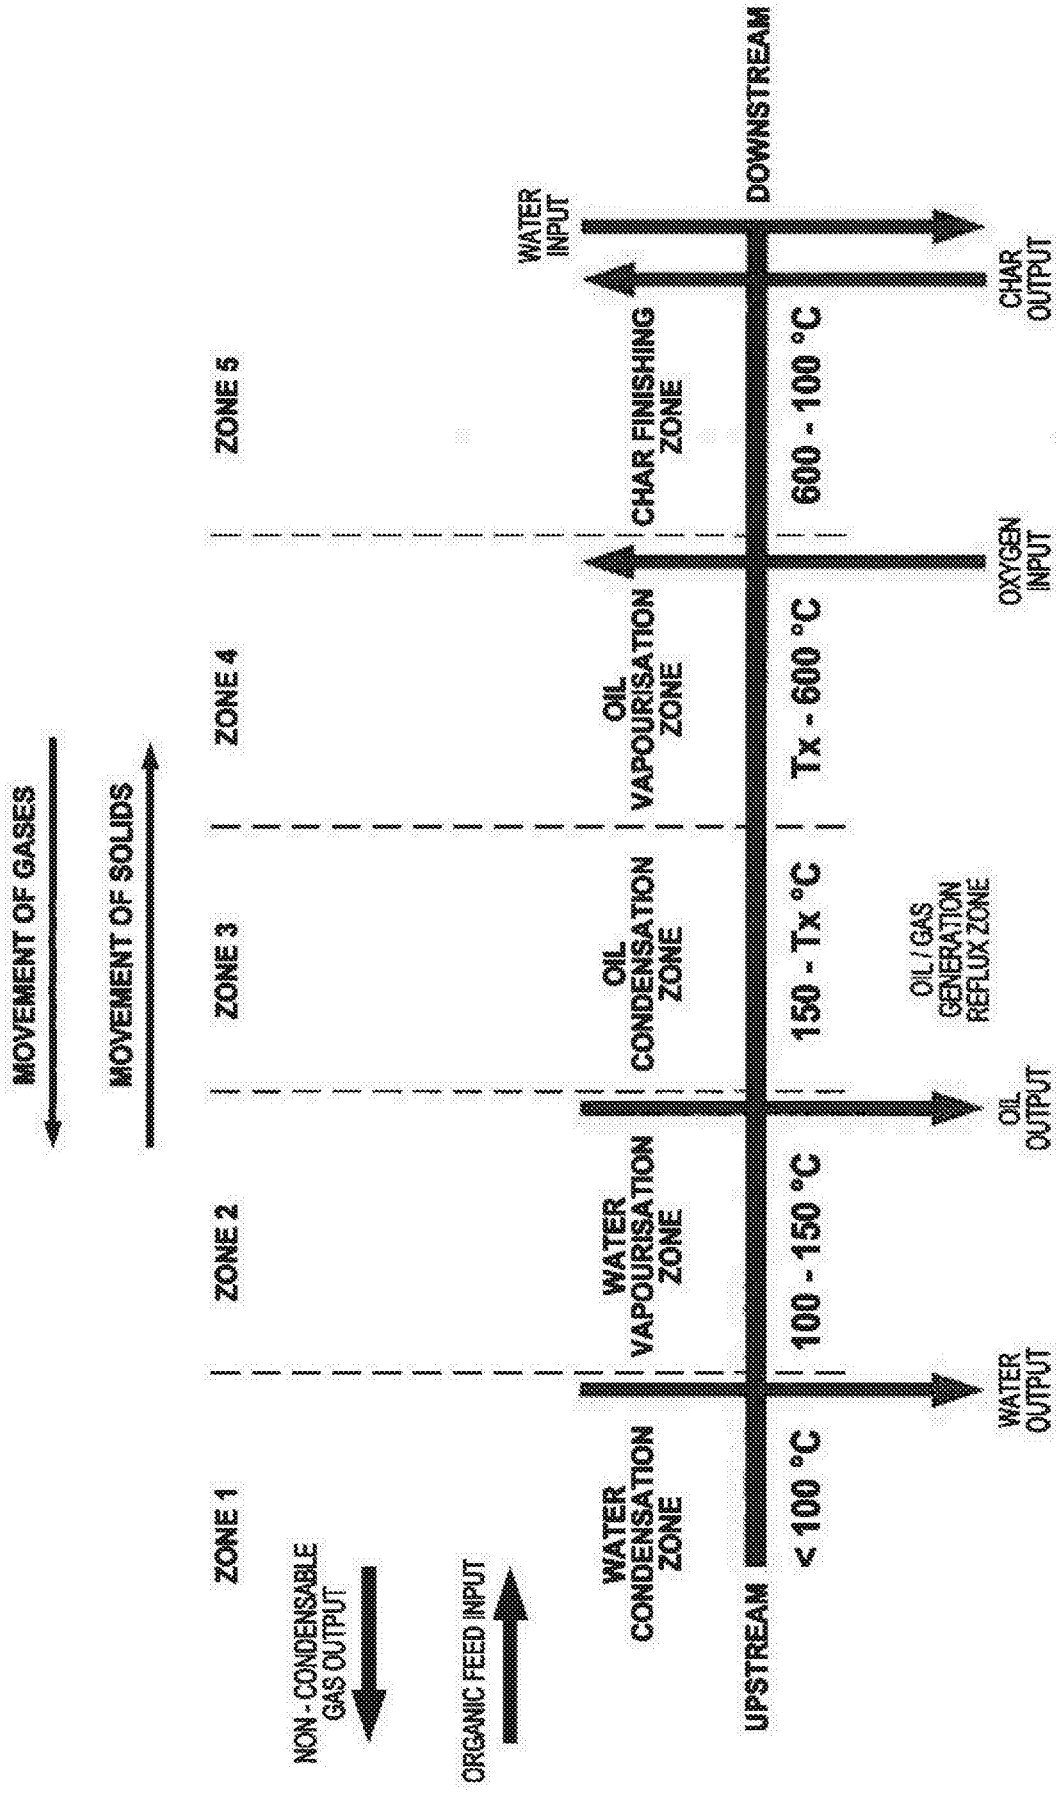 MOVEMENT OF GASES
MOVEMENT OF SOLIDS
ZONE 1
ZONE 2
ZONE 3
ZONE 4
ZONE 5
NON - CONDENSABLE
GAS OUTPUT
ORGANIC FEED INPUT
WATER
INPUT
WATER
CONDENSATION
ZONE
WATER
VAPOURISATION
ZONE
OIL
CONDENSATION
ZONE
OIL
VAPOURISATION
ZONE
CHAR FINISHING
ZONE
UPSTREAM
DOWNSTREAM
< 100 °C
100 - 150 °C
150 - Tx °C
Tx - 600 °C
600 - 100 °C
OIL / GAS
GENERATION
REFLUX ZONE
WATER
OUTPUT
OIL
OUTPUT
OXYGEN
INPUT
CHAR
OUTPUT